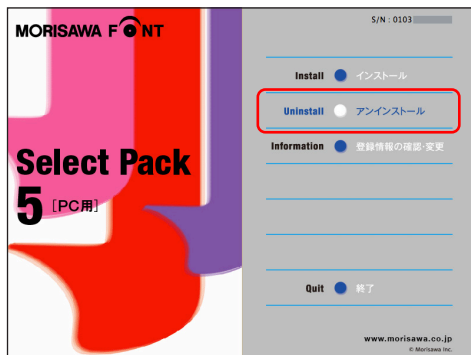 MORISAWA FONT
S/N : 0103
Install インストール
Uninstall アンインストール
Information 登録情報の確認・変更
Select Pack
5 [PC用]
Quit 終了
www.morisawa.co.jp
© Morisawa Inc.